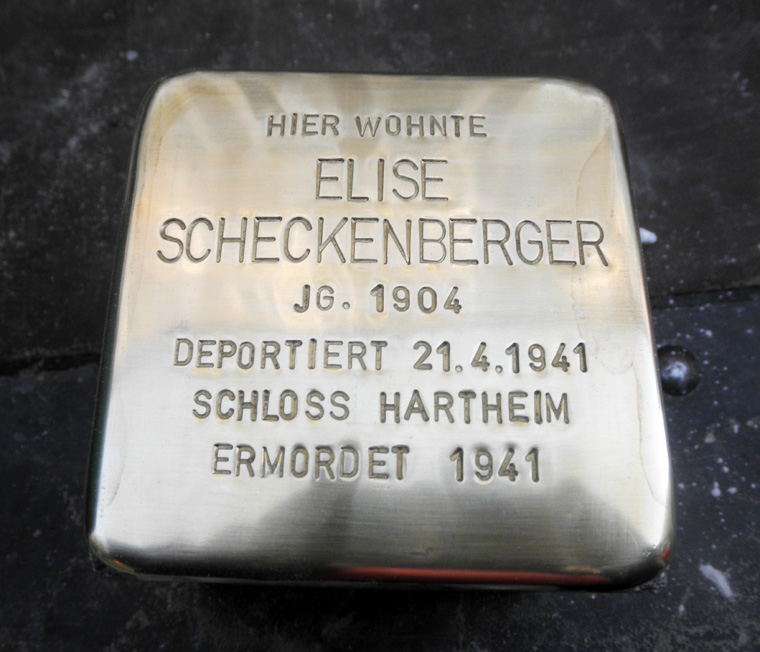 HIER WOHNTE
ELISE
SCHECKENBERGER
JG. 1904
DEPORTIERT 21.4.1941
SCHLOSS HARTHEIM
ERMORDET 1941